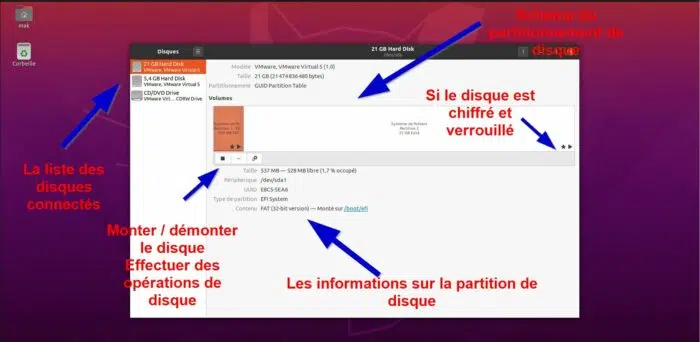 mak
Corbeille
Disques
21 GB Hard Disk
/dev/sda
21 GB Hard Disk
VMware, VMware Virtual S
5,4 GB Hard Disk
VMware, VMware Virtual S
CD/DVD Drive
VMware Virt… CDRW Drive
Modèle VMware, VMware Virtual S (1.0)
Taille 21 GB (21 474 836 480 bytes)
Partitionnement GUID Partition Table
Volumes
partitionnement de
disque
Si le disque est
chiffré et
verrouillé
Système de fichiers
Partition 2
La liste des
disques
connectés
Taille 537 MB — 528 MB libre (1,7 % occupé)
Périphérique /dev/sda1
UUID EBC5-5EA6
Type de partition EFI System
Contenu FAT (32-bit version) — Monté sur /boot/efi
Monter / démonter
le disque
Effectuer des
opérations de
disque
Les informations sur la partition de
disque